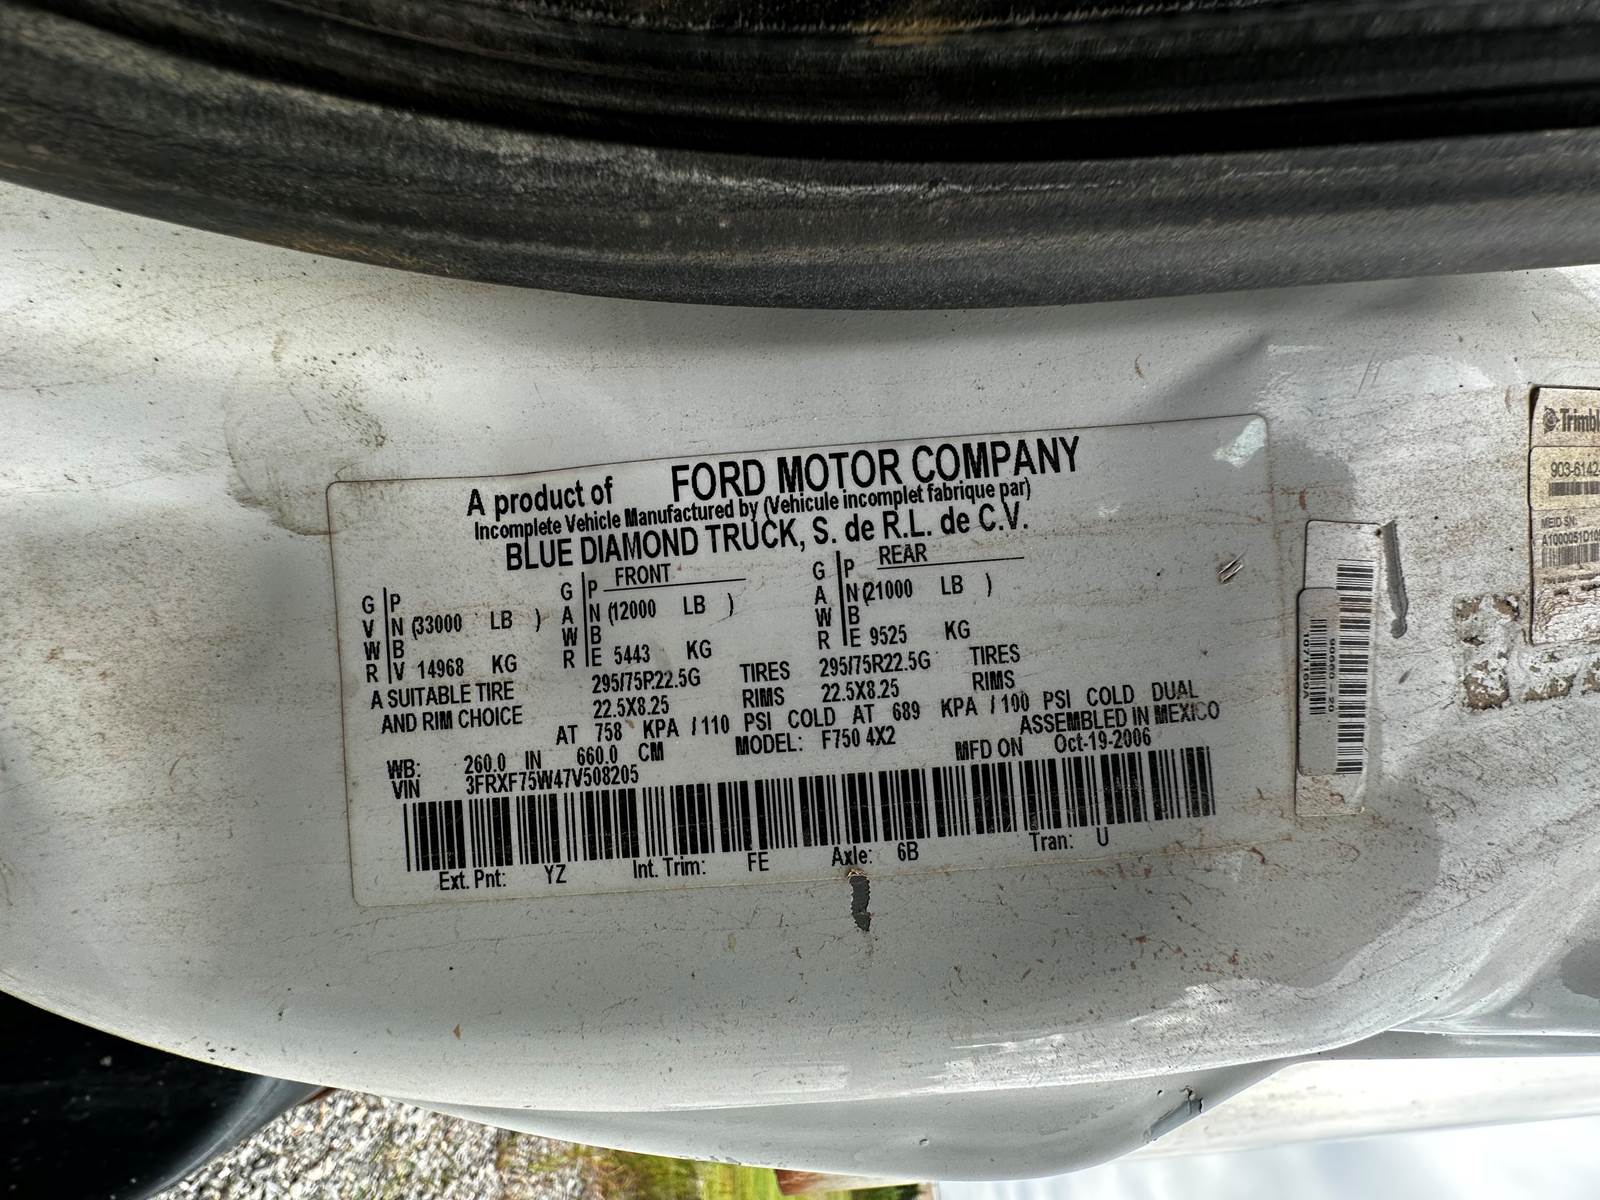 A product of FORD MOTOR COMPANY
Incomplete Vehicle Manufactured by (Vehicule incomplet fabrique par)
BLUE DIAMOND TRUCK, S. de R.L. de C.V.
G P G P FRONT G P REAR
V N (33000 LB ) A N (12000 LB ) A N (21000 LB )
W B W B W B
R V 14968 KG R E 5443 KG R E 9525 KG
A SUITABLE TIRE 295/75R22.5G TIRES 295/75R22.5G TIRES
AND RIM CHOICE 22.5X8.25 RIMS 22.5X8.25 RIMS
AT 758 KPA / 110 PSI COLD AT 689 KPA / 100 PSI COLD DUAL
WB: 260.0 IN 660.0 CM MODEL: F750 4X2 ASSEMBLED IN MEXICO
VIN 3FRXF75W47V508205 MFD ON Oct-19-2006
Ext. Pnt: YZ Int. Trim: FE Axle: 6B Tran: U
90660 - 20
1071169A
903-6142-
MEID SN: